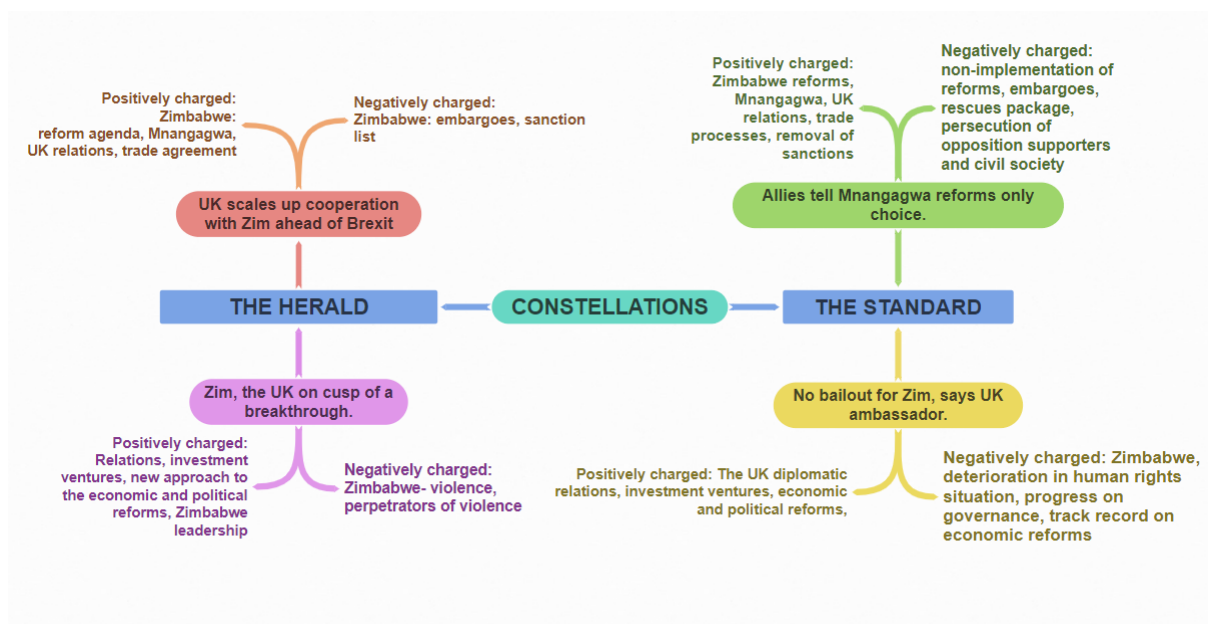 Positively charged:
Zimbabwe:
reform agenda, Mnangagwa,
UK relations, trade agreement
Negatively charged:
Zimbabwe: embargoes, sanction
list
UK scales up cooperation
with Zim ahead of Brexit
Positively charged:
Zimbabwe reforms,
Mnangagwa, UK
relations, trade
processes, removal of
sanctions
Negatively charged:
non-implementation of
reforms, embargoes,
rescues package,
persecution of
opposition supporters
and civil society
Allies tell Mnangagwa reforms only
choice.
THE HERALD
CONSTELLATIONS
THE STANDARD
Zim, the UK on cusp of a
breakthrough.
Positively charged:
Relations, investment
ventures, new approach to
the economic and political
reforms, Zimbabwe
leadership
Negatively charged:
Zimbabwe- violence,
perpetrators of violence
No bailout for Zim, says UK
ambassador.
Positively charged: The UK diplomatic
relations, investment ventures, economic
and political reforms,
Negatively charged: Zimbabwe,
deterioration in human rights
situation, progress on
governance, track record on
economic reforms